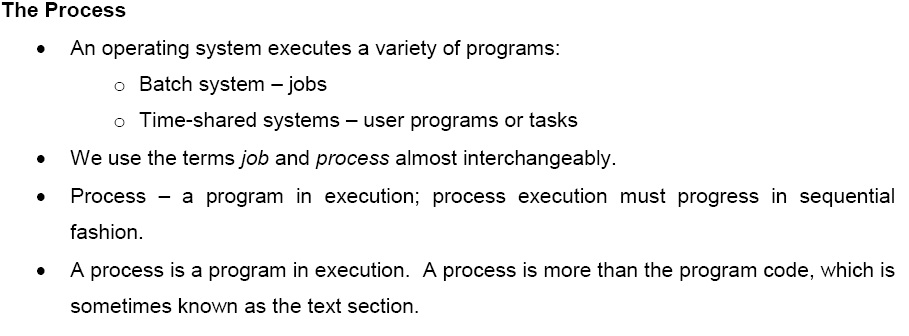 The Process
• An operating system executes a variety of programs:
o Batch system – jobs
o Time-shared systems – user programs or tasks
• We use the terms job and process almost interchangeably.
• Process – a program in execution; process execution must progress in sequential
fashion.
• A process is a program in execution.  A process is more than the program code, which is
sometimes known as the text section.